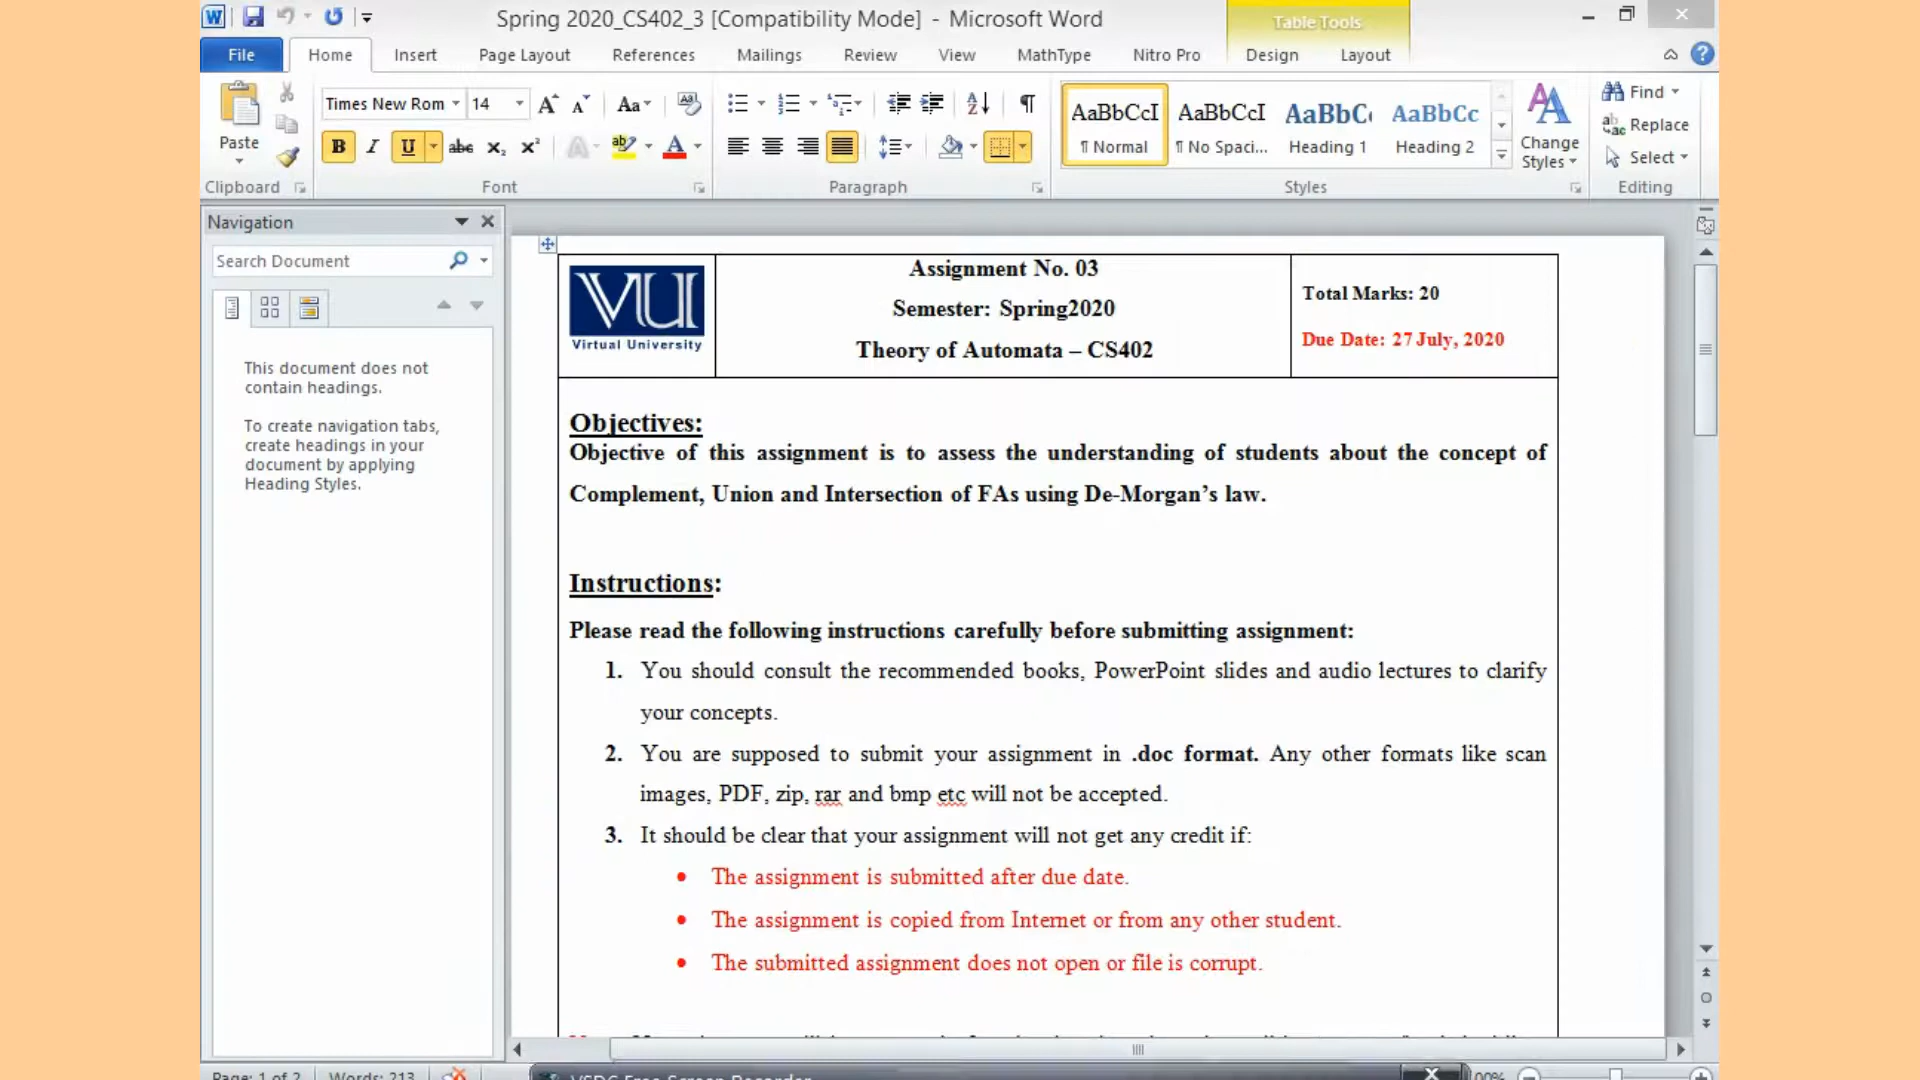 Spring 2020_CS402_3 [Compatibility Mode] - Microsoft Word
Table Tools
File Home Insert Page Layout References Mailings Review View MathType Nitro Pro Design Layout
Times New Rom 14
Paste
AaBbCcI AaBbCcI AaBbC AaBbCc
¶ Normal ¶ No Spaci... Heading 1 Heading 2
Change Styles
Find
Replace
Select
Clipboard Font Paragraph Styles Editing
Navigation
Search Document
This document does not
contain headings.
To create navigation tabs,
create headings in your
document by applying
Heading Styles.
VU
Virtual University
Assignment No. 03
Semester: Spring2020
Theory of Automata – CS402
Total Marks: 20
Due Date: 27 July, 2020
Objectives:
Objective of this assignment is to assess the understanding of students about the concept of
Complement, Union and Intersection of FAs using De-Morgan’s law.
Instructions:
Please read the following instructions carefully before submitting assignment:
1. You should consult the recommended books, PowerPoint slides and audio lectures to clarify
your concepts.
2. You are supposed to submit your assignment in .doc format. Any other formats like scan
images, PDF, zip, rar and bmp etc will not be accepted.
3. It should be clear that your assignment will not get any credit if:
• The assignment is submitted after due date.
• The assignment is copied from Internet or from any other student.
• The submitted assignment does not open or file is corrupt.
Page: 1 of 2 Words: 213
VSDC Free Screen Recorder